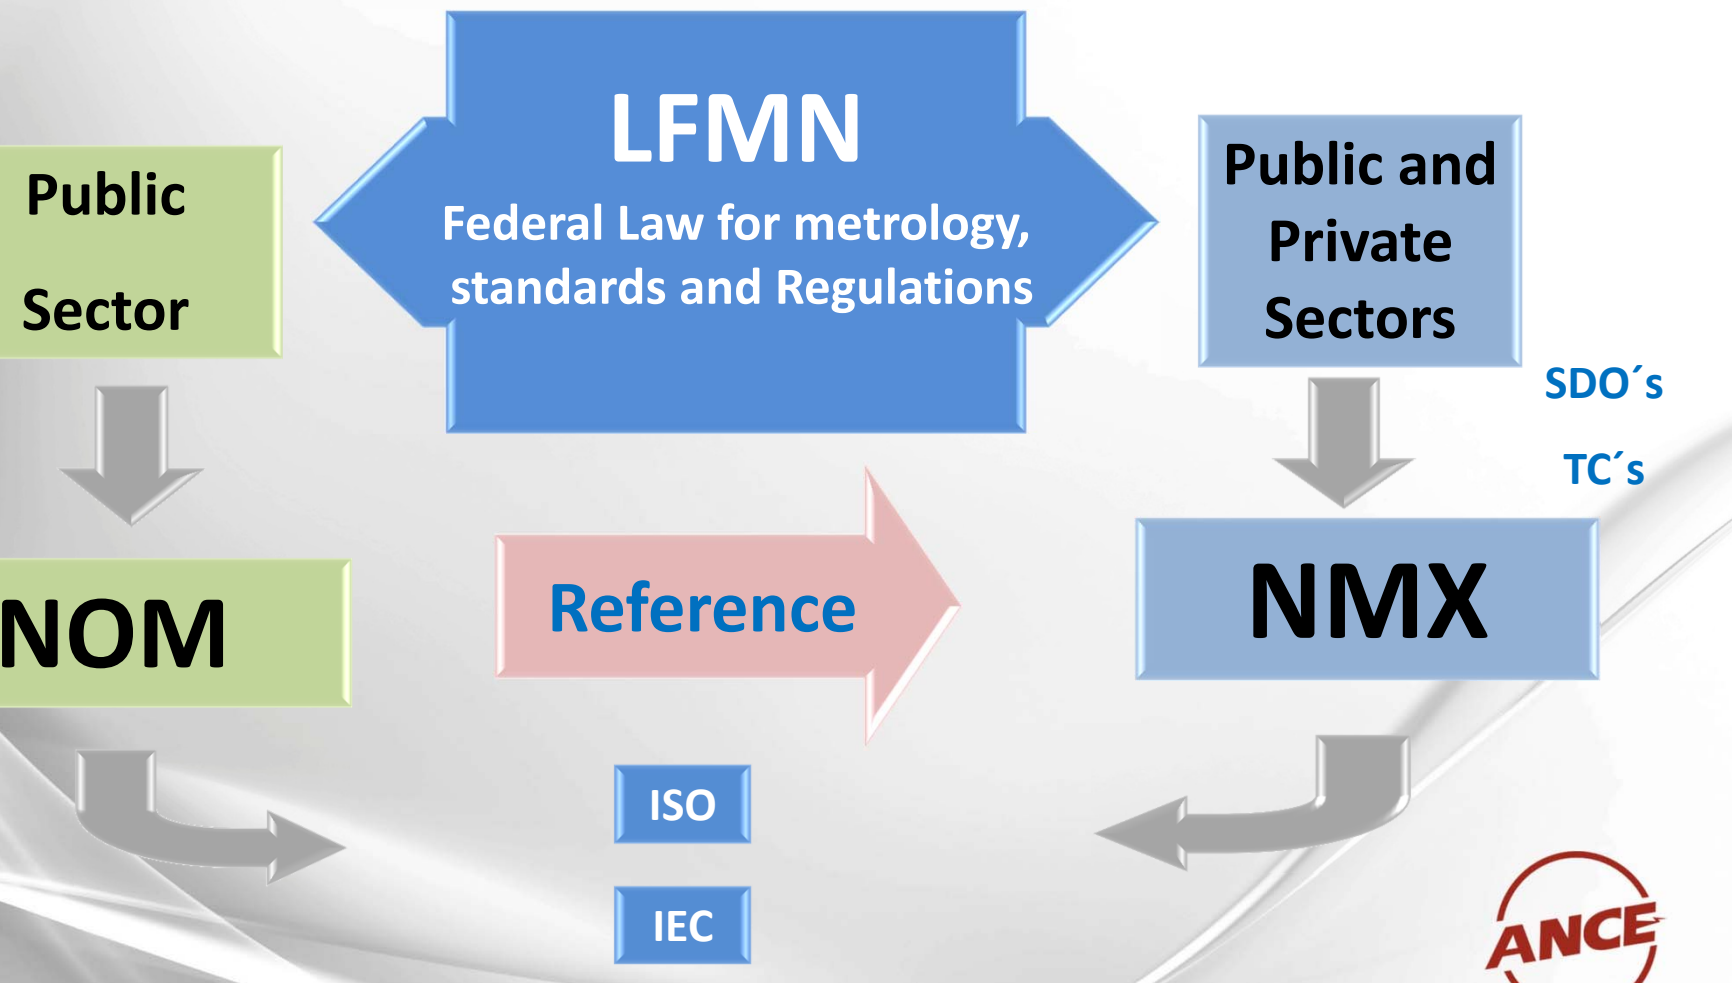 LFMN
Federal Law for metrology,
standards and Regulations
Public
Sector
Public and
Private
Sectors
SDO´s
TC´s
NOM
Reference
NMX
ISO
IEC
ANCE